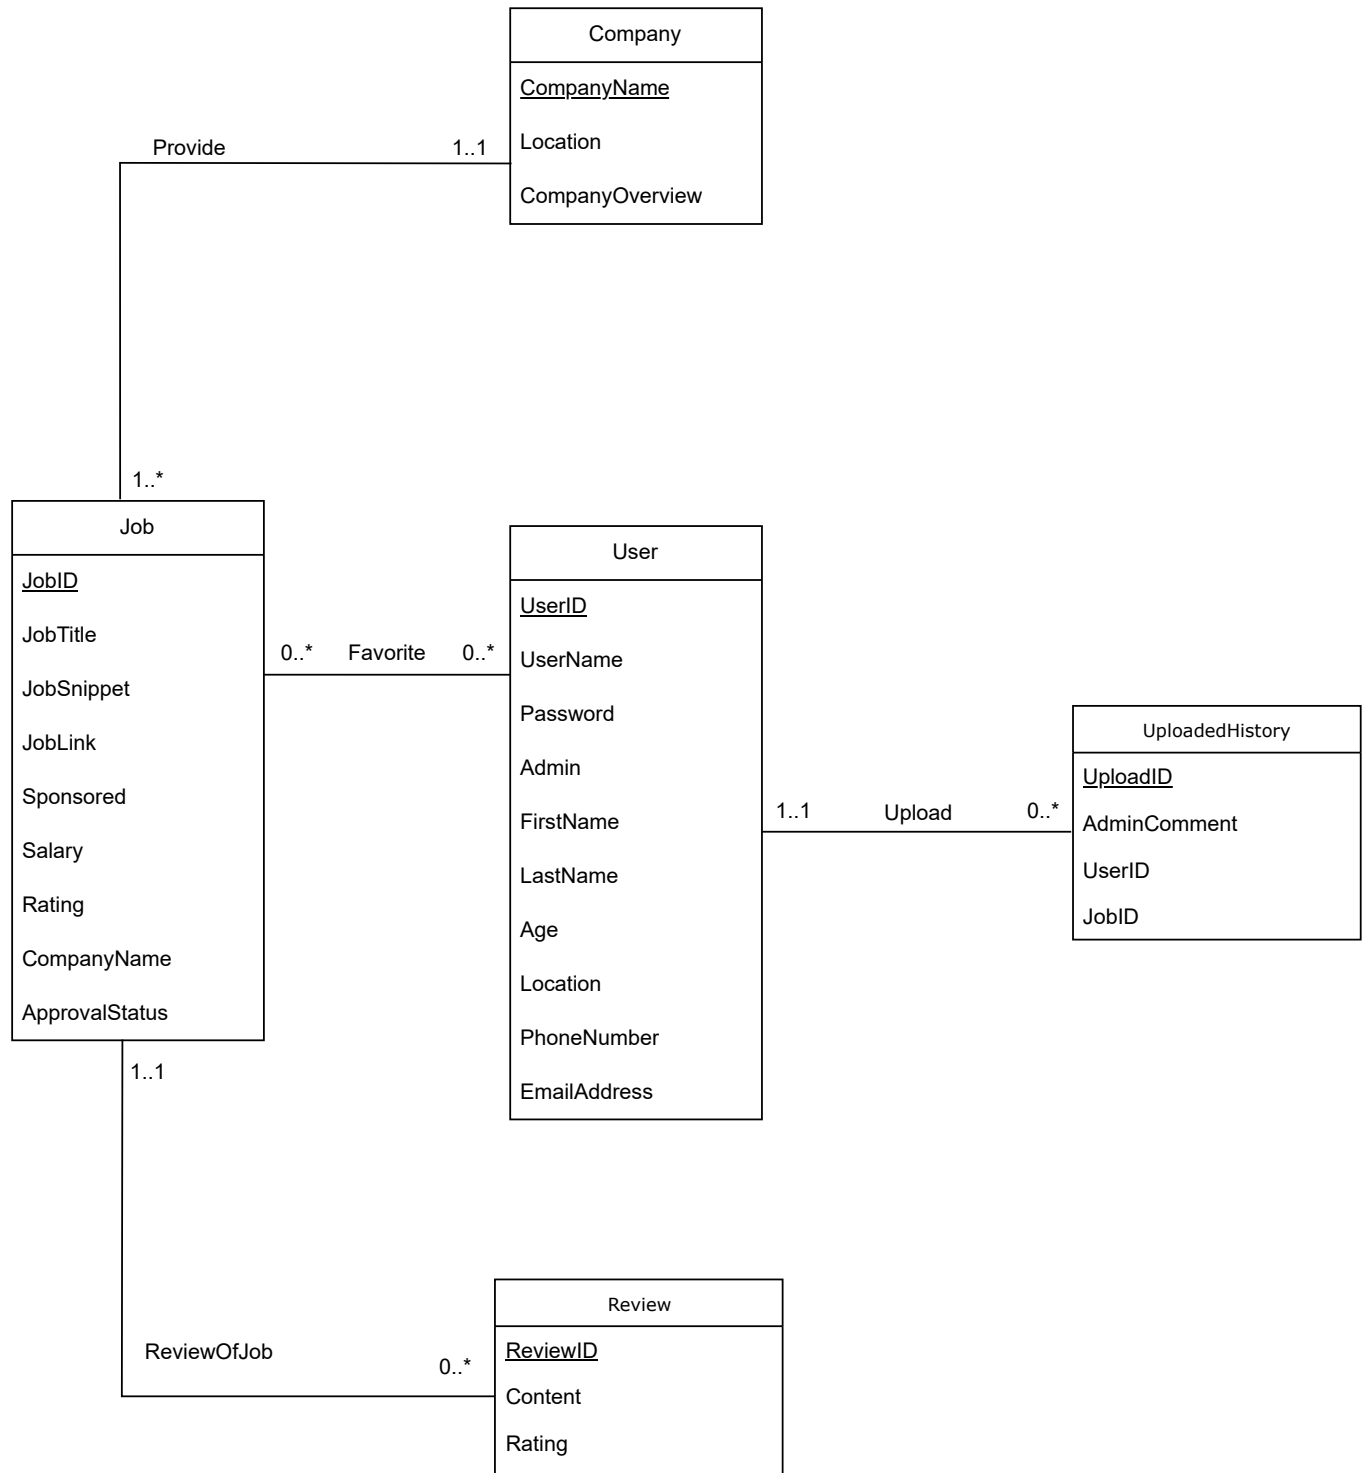 Company
CompanyName
Location
CompanyOverview
Provide
1..1
1..*
Job
JobID
JobTitle
JobSnippet
JobLink
Sponsored
Salary
Rating
CompanyName
ApprovalStatus
0..*
Favorite
0..*
User
UserID
UserName
Password
Admin
FirstName
LastName
Age
Location
PhoneNumber
EmailAddress
1..1
Upload
0..*
UploadedHistory
UploadID
AdminComment
UserID
JobID
1..1
ReviewOfJob
0..*
Review
ReviewID
Content
Rating